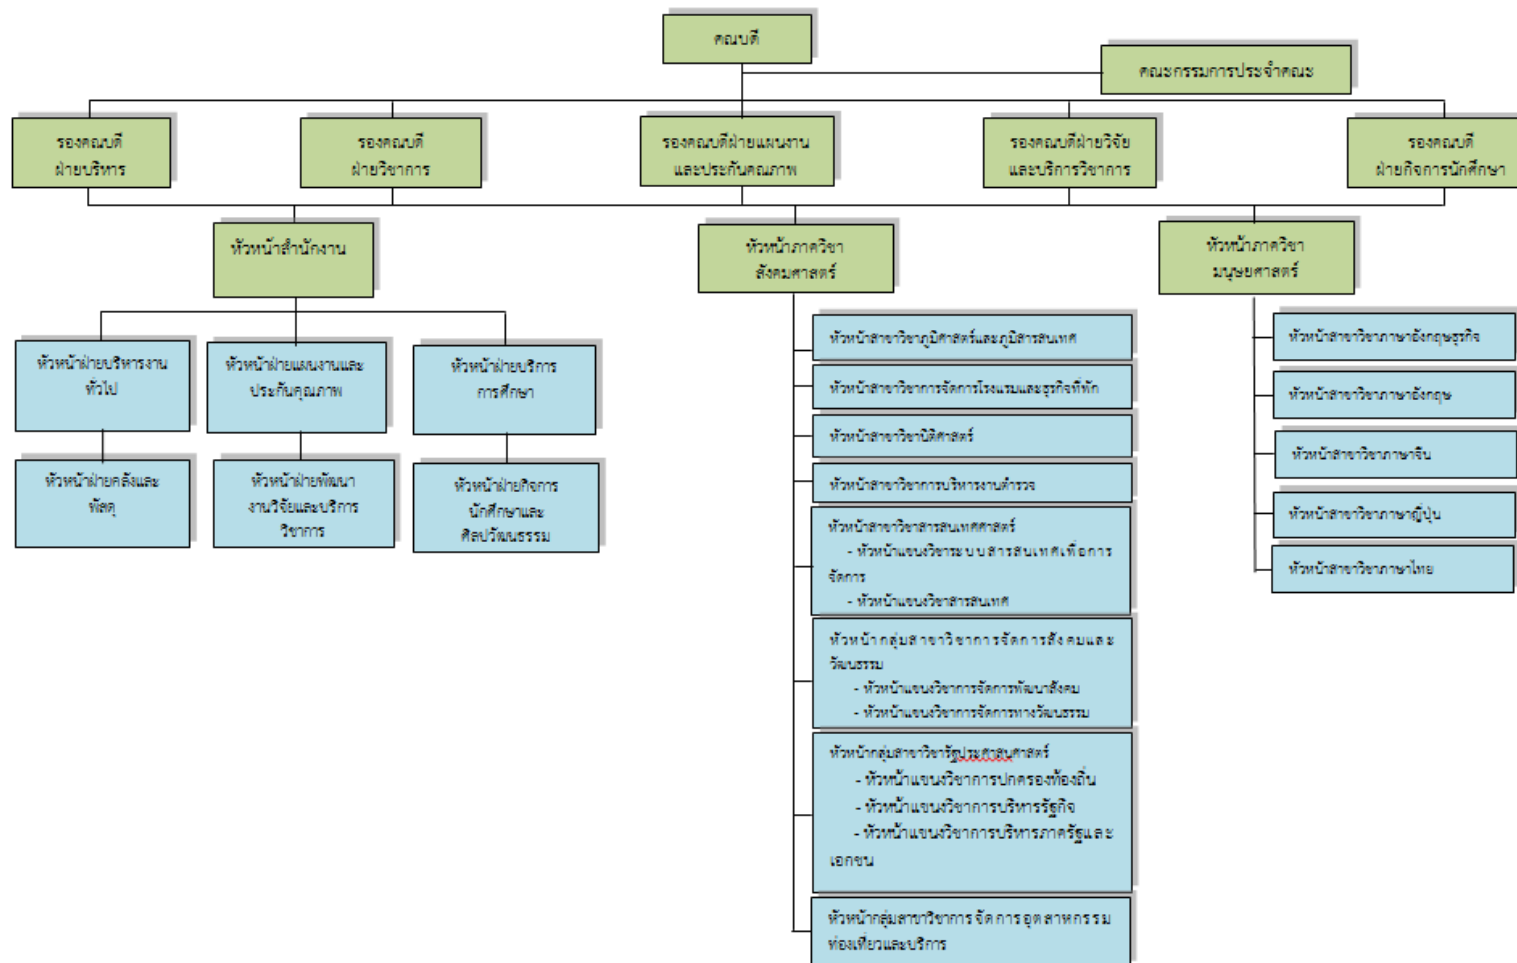 คณบดี
คณะกรรมการประจำคณะ
รองคณบดี
ฝ่ายบริหาร
รองคณบดี
ฝ่ายวิชาการ
รองคณบดีฝ่ายแผนงาน
และประกันคุณภาพ
รองคณบดีฝ่ายวิจัย
และบริการวิชาการ
รองคณบดี
ฝ่ายกิจการนักศึกษา
หัวหน้าสำนักงาน
หัวหน้าภาควิชา
สังคมศาสตร์
หัวหน้าภาควิชา
มนุษยศาสตร์
หัวหน้าฝ่ายบริหารงาน
ทั่วไป
หัวหน้าฝ่ายแผนงานและ
ประกันคุณภาพ
หัวหน้าฝ่ายบริการ
การศึกษา
หัวหน้าฝ่ายคลังและ
พัสดุ
หัวหน้าฝ่ายพัฒนา
งานวิจัยและบริการ
วิชาการ
หัวหน้าฝ่ายกิจการ
นักศึกษาและ
ศิลปวัฒนธรรม
หัวหน้าสาขาวิชาภูมิศาสตร์และภูมิสารสนเทศ
หัวหน้าสาขาวิชาการจัดการโรงแรมและธุรกิจที่พัก
หัวหน้าสาขาวิชานิติศาสตร์
หัวหน้าสาขาวิชาการบริหารงานตำรวจ
หัวหน้าสาขาวิชาสารสนเทศศาสตร์
- หัวหน้าแขนงวิชาระบบสารสนเทศเพื่อการ
จัดการ
- หัวหน้าแขนงวิชาสารสนเทศ
หัวหน้ากลุ่มสาขาวิชาการจัดการสังคมและ
วัฒนธรรม
- หัวหน้าแขนงวิชาการจัดการพัฒนาสังคม
- หัวหน้าแขนงวิชาการจัดการทางวัฒนธรรม
หัวหน้ากลุ่มสาขาวิชารัฐประศาสนศาสตร์
- หัวหน้าแขนงวิชาการปกครองท้องถิ่น
- หัวหน้าแขนงวิชาการบริหารรัฐกิจ
- หัวหน้าแขนงวิชาการบริหารภาครัฐและ
เอกชน
หัวหน้ากลุ่มสาขาวิชาการจัดการอุตสาหกรรม
ท่องเที่ยวและบริการ
หัวหน้าสาขาวิชาภาษาอังกฤษธุรกิจ
หัวหน้าสาขาวิชาภาษาอังกฤษ
หัวหน้าสาขาวิชาภาษาจีน
หัวหน้าสาขาวิชาภาษาญี่ปุ่น
หัวหน้าสาขาวิชาภาษาไทย